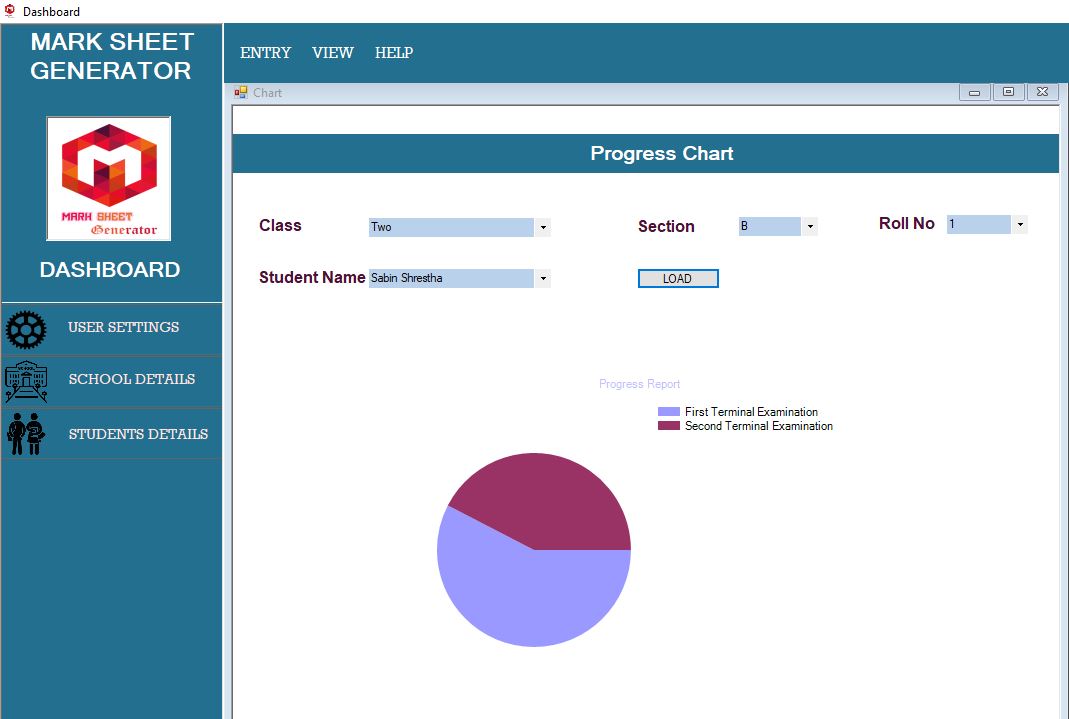 Dashboard
MARK SHEET
GENERATOR
MARK SHEET
Generator
DASHBOARD
USER SETTINGS
SCHOOL DETAILS
STUDENTS DETAILS
ENTRY VIEW HELP
Chart
Progress Chart
Class Two Section B Roll No 1
Student Name Sabin Shrestha LOAD
Progress Report
First Terminal Examination
Second Terminal Examination